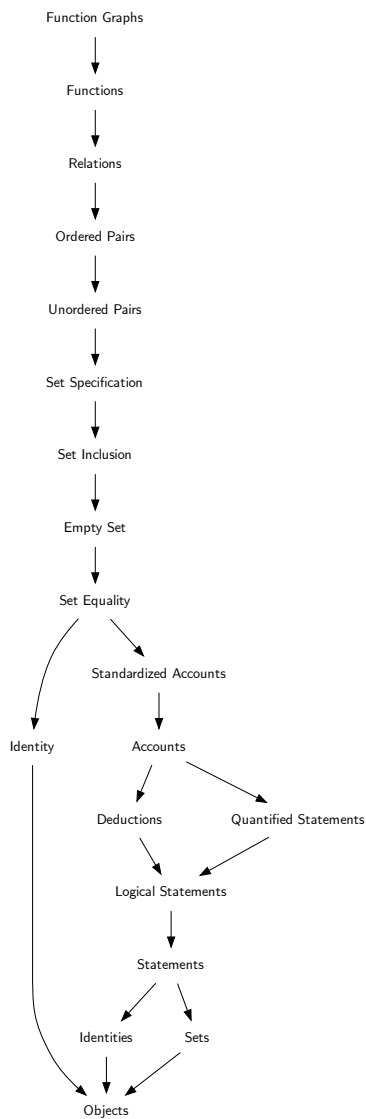 Function Graphs
Functions
Relations
Ordered Pairs
Unordered Pairs
Set Specification
Set Inclusion
Empty Set
Set Equality
Standardized Accounts
Identity
Accounts
Deductions
Quantified Statements
Logical Statements
Statements
Identities
Sets
Objects